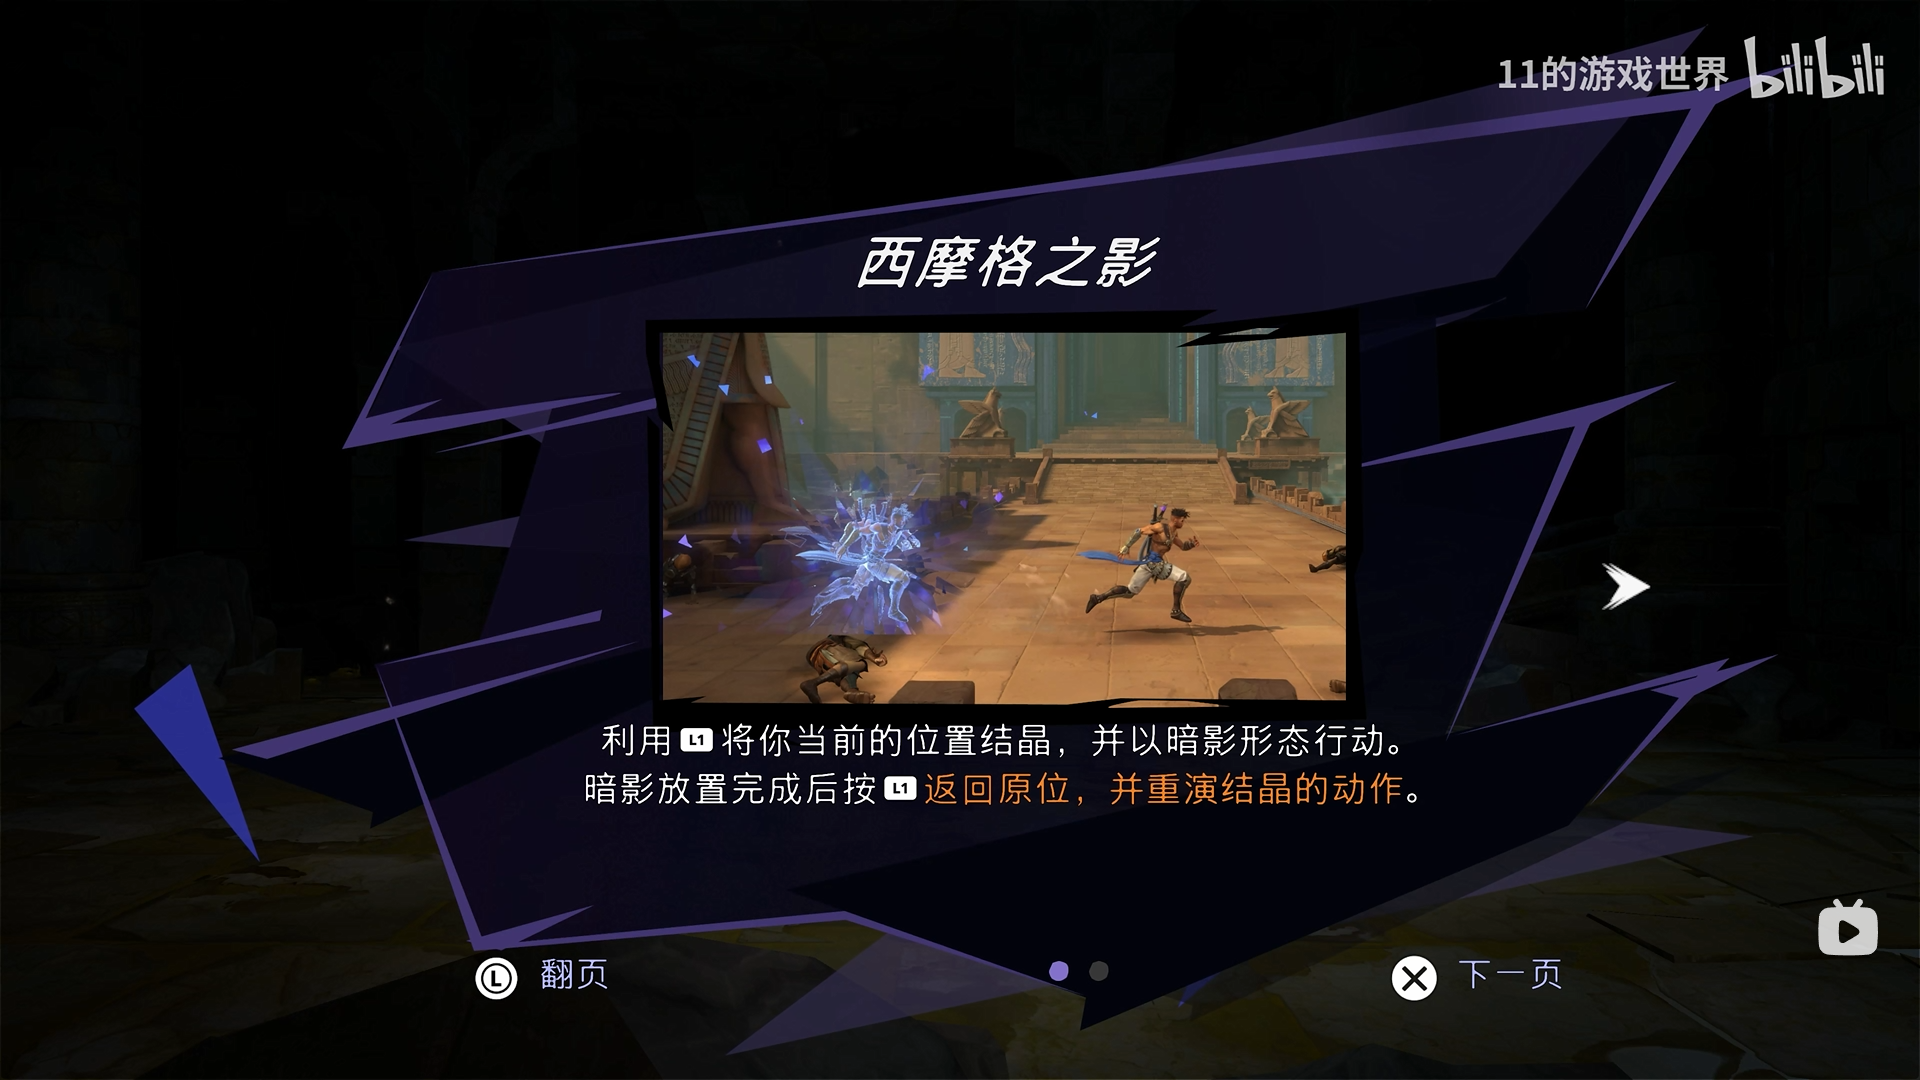 11的游戏世界 bilibili
西摩格之影
利用 L1 将你当前的位置结晶，并以暗影形态行动。
暗影放置完成后按 L1 返回原位，并重演结晶的动作。
L 翻页
下一页